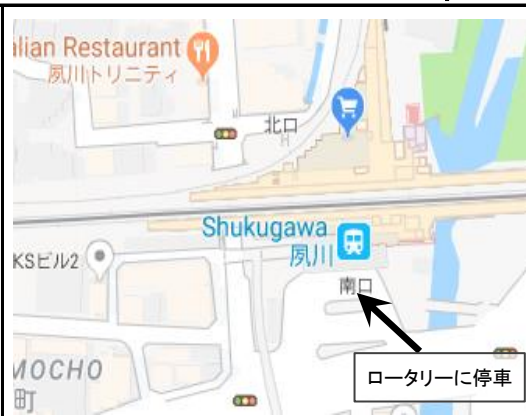 alian Restaurant
夙川トリニティ
北口
Shukugawa
夙川
KSビル2
南口
MOCHO
町
ロータリーに停車